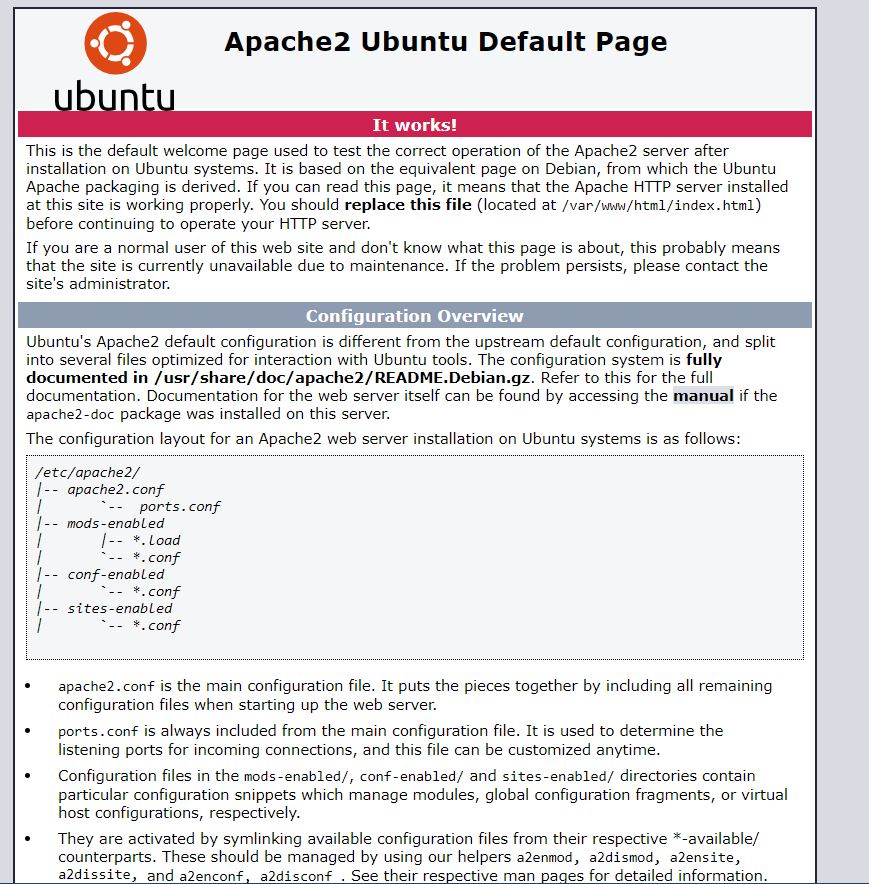 Apache2 Ubuntu Default Page
ubuntu
It works!
This is the default welcome page used to test the correct operation of the Apache2 server after
installation on Ubuntu systems. It is based on the equivalent page on Debian, from which the Ubuntu
Apache packaging is derived. If you can read this page, it means that the Apache HTTP server installed
at this site is working properly. You should replace this file (located at /var/www/html/index.html)
before continuing to operate your HTTP server.
If you are a normal user of this web site and don't know what this page is about, this probably means
that the site is currently unavailable due to maintenance. If the problem persists, please contact the
site's administrator.
Configuration Overview
Ubuntu's Apache2 default configuration is different from the upstream default configuration, and split
into several files optimized for interaction with Ubuntu tools. The configuration system is fully
documented in /usr/share/doc/apache2/README.Debian.gz. Refer to this for the full
documentation. Documentation for the web server itself can be found by accessing the manual if the
apache2-doc package was installed on this server.
The configuration layout for an Apache2 web server installation on Ubuntu systems is as follows:
/etc/apache2/
|-- apache2.conf
|       `--  ports.conf
|-- mods-enabled
|       |-- *.load
|       `-- *.conf
|-- conf-enabled
|       `-- *.conf
|-- sites-enabled
|       `-- *.conf
• apache2.conf is the main configuration file. It puts the pieces together by including all remaining
configuration files when starting up the web server.
• ports.conf is always included from the main configuration file. It is used to determine the
listening ports for incoming connections, and this file can be customized anytime.
• Configuration files in the mods-enabled/, conf-enabled/ and sites-enabled/ directories contain
particular configuration snippets which manage modules, global configuration fragments, or virtual
host configurations, respectively.
• They are activated by symlinking available configuration files from their respective *-available/
counterparts. These should be managed by using our helpers a2enmod, a2dismod, a2ensite,
a2dissite, and a2enconf, a2disconf . See their respective man pages for detailed information.